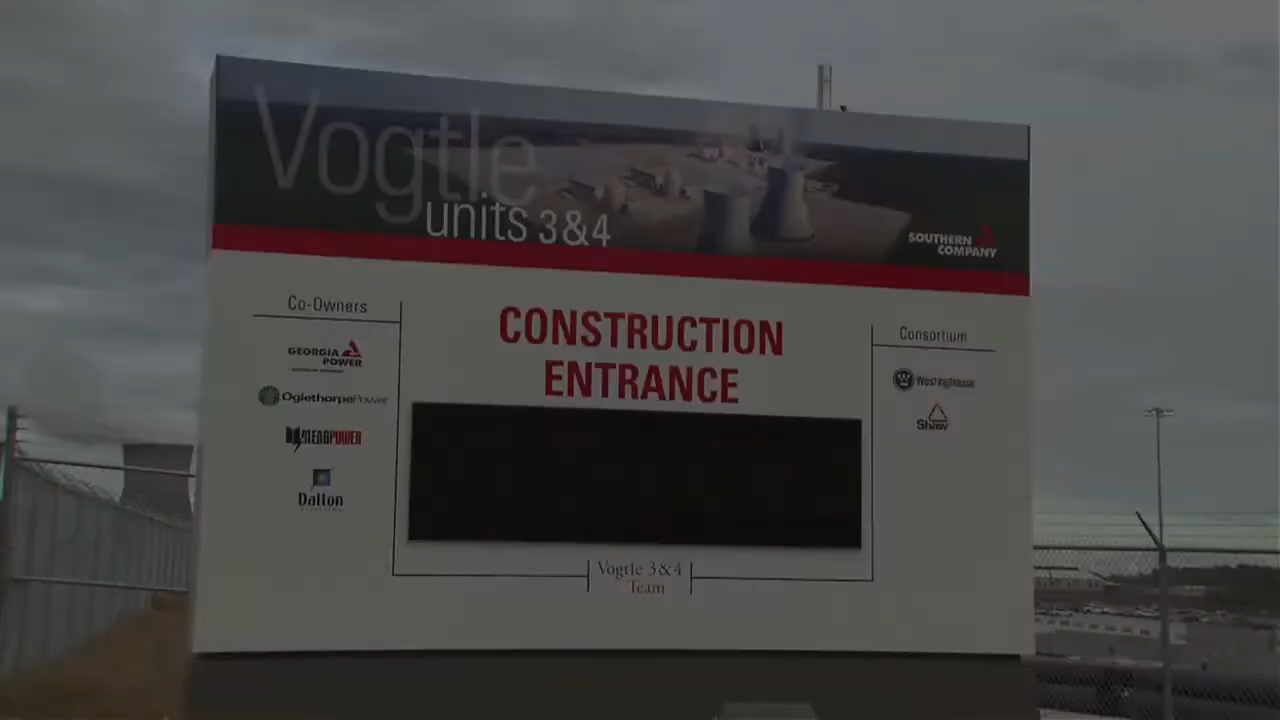 Vogtle
units 3&4
SOUTHERN
COMPANY
Co-Owners
GEORGIA
POWER
OglethorpePower
MEAGPOWER
Dalton
CONSTRUCTION
ENTRANCE
Consortium
Westinghouse
Shaw
Vogtle 3&4
Team